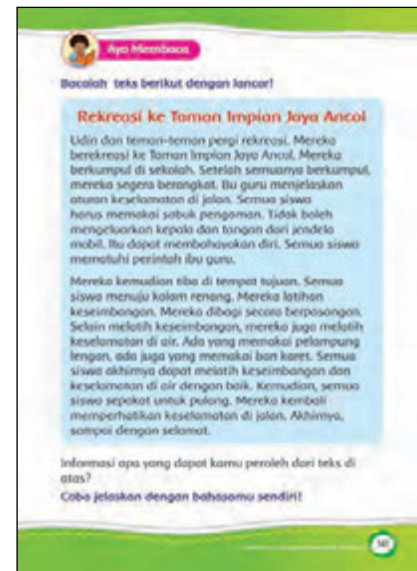 Ayo Membaca
Bacalah teks berikut dengan lancar!
Rekreasi ke Taman Impian Jaya Ancol
Udin dan teman-teman pergi rekreasi. Mereka
berekreasi ke Taman Impian Jaya Ancol. Mereka
berkumpul di sekolah. Setelah semuanya berkumpul,
mereka segera berangkat. Bu guru menjelaskan
aturan keselamatan di jalan. Semua siswa
harus memakai sabuk pengaman. Tidak boleh
mengeluarkan kepala dan tangan dari jendela
mobil. Itu dapat membahayakan diri. Semua siswa
mematuhi perintah ibu guru.
Mereka kemudian tiba di tempat tujuan. Semua
siswa menuju kolam renang. Mereka latihan
keseimbangan. Mereka dibagi secara berpasangan.
Selain melatih keseimbangan, mereka juga melatih
keselamatan di air. Ada yang memakai pelampung
lengan, ada juga yang memakai ban karet. Semua
siswa akhirnya dapat melatih keseimbangan dan
keselamatan di air dengan baik. Kemudian, semua
siswa sepakat untuk pulang. Mereka kembali
memperhatikan keselamatan di jalan. Akhirnya,
sampai dengan selamat.
Informasi apa yang dapat kamu peroleh dari teks di
atas?
Coba jelaskan dengan bahasamu sendiri!